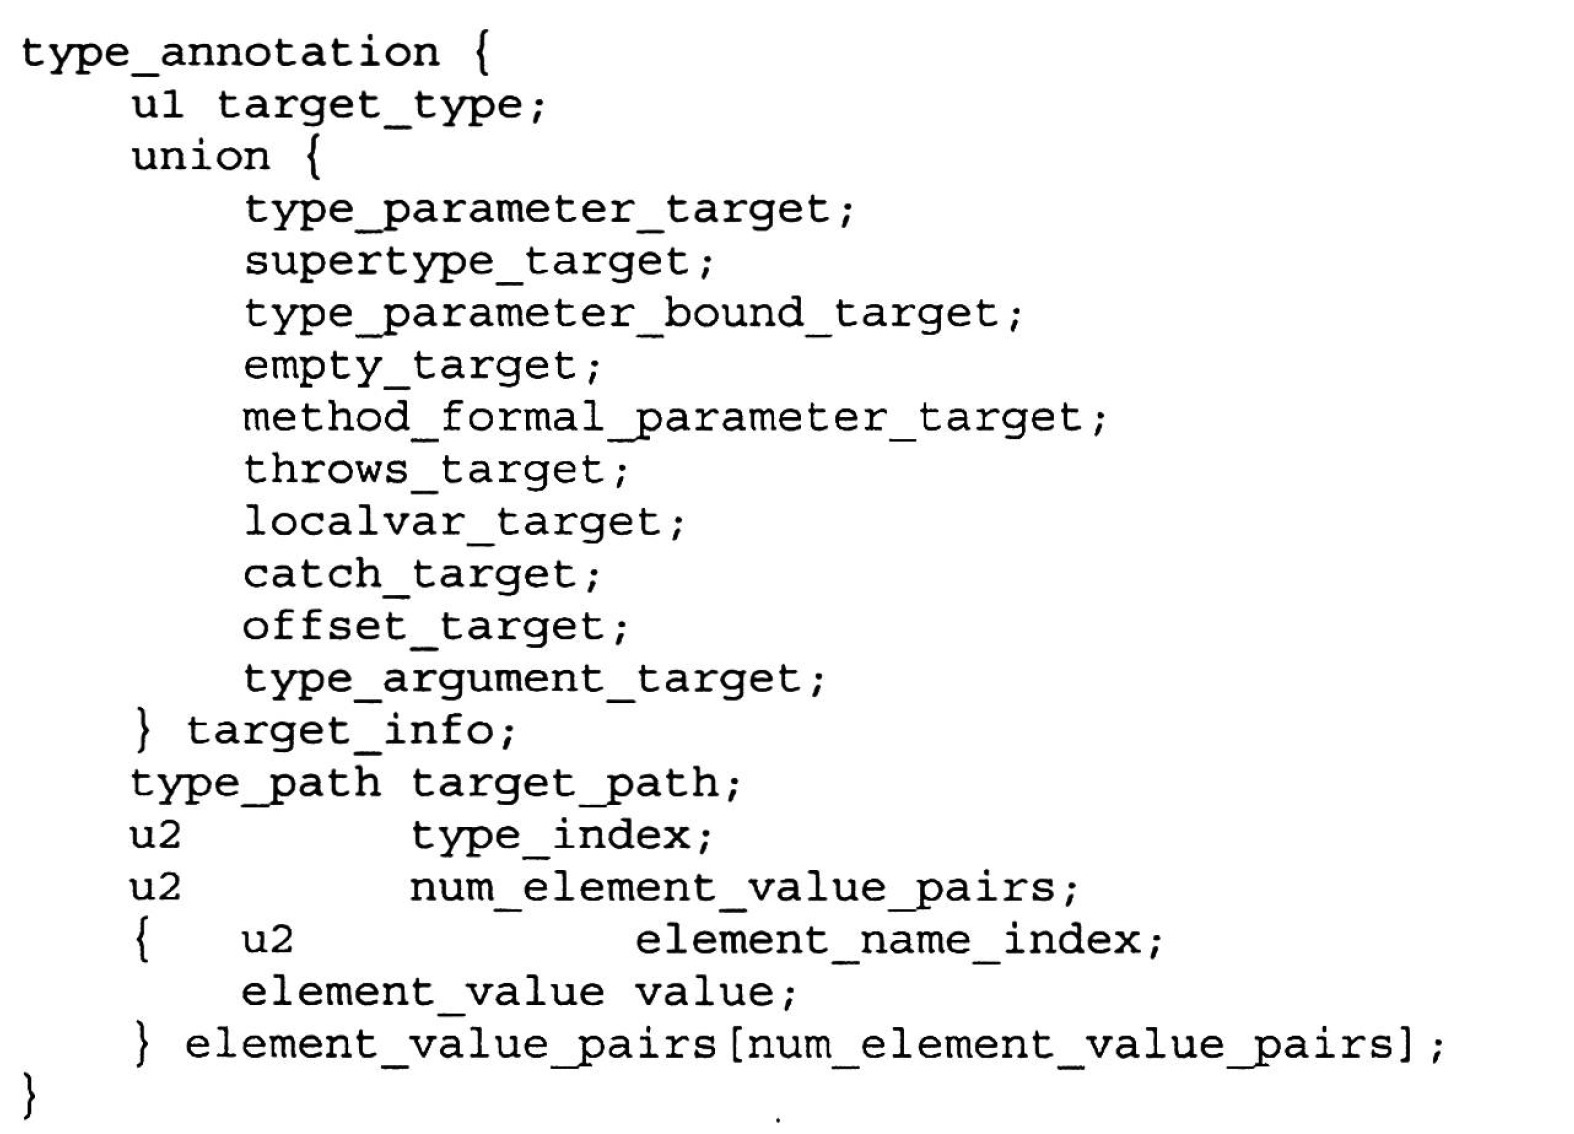 type_annotation {
    u1 target_type;
    union {
        type_parameter_target;
        supertype_target;
        type_parameter_bound_target;
        empty_target;
        method_formal_parameter_target;
        throws_target;
        localvar_target;
        catch_target;
        offset_target;
        type_argument_target;
    } target_info;
    type_path target_path;
    u2        type_index;
    u2        num_element_value_pairs;
    {   u2            element_name_index;
        element_value value;
    } element_value_pairs[num_element_value_pairs];
}